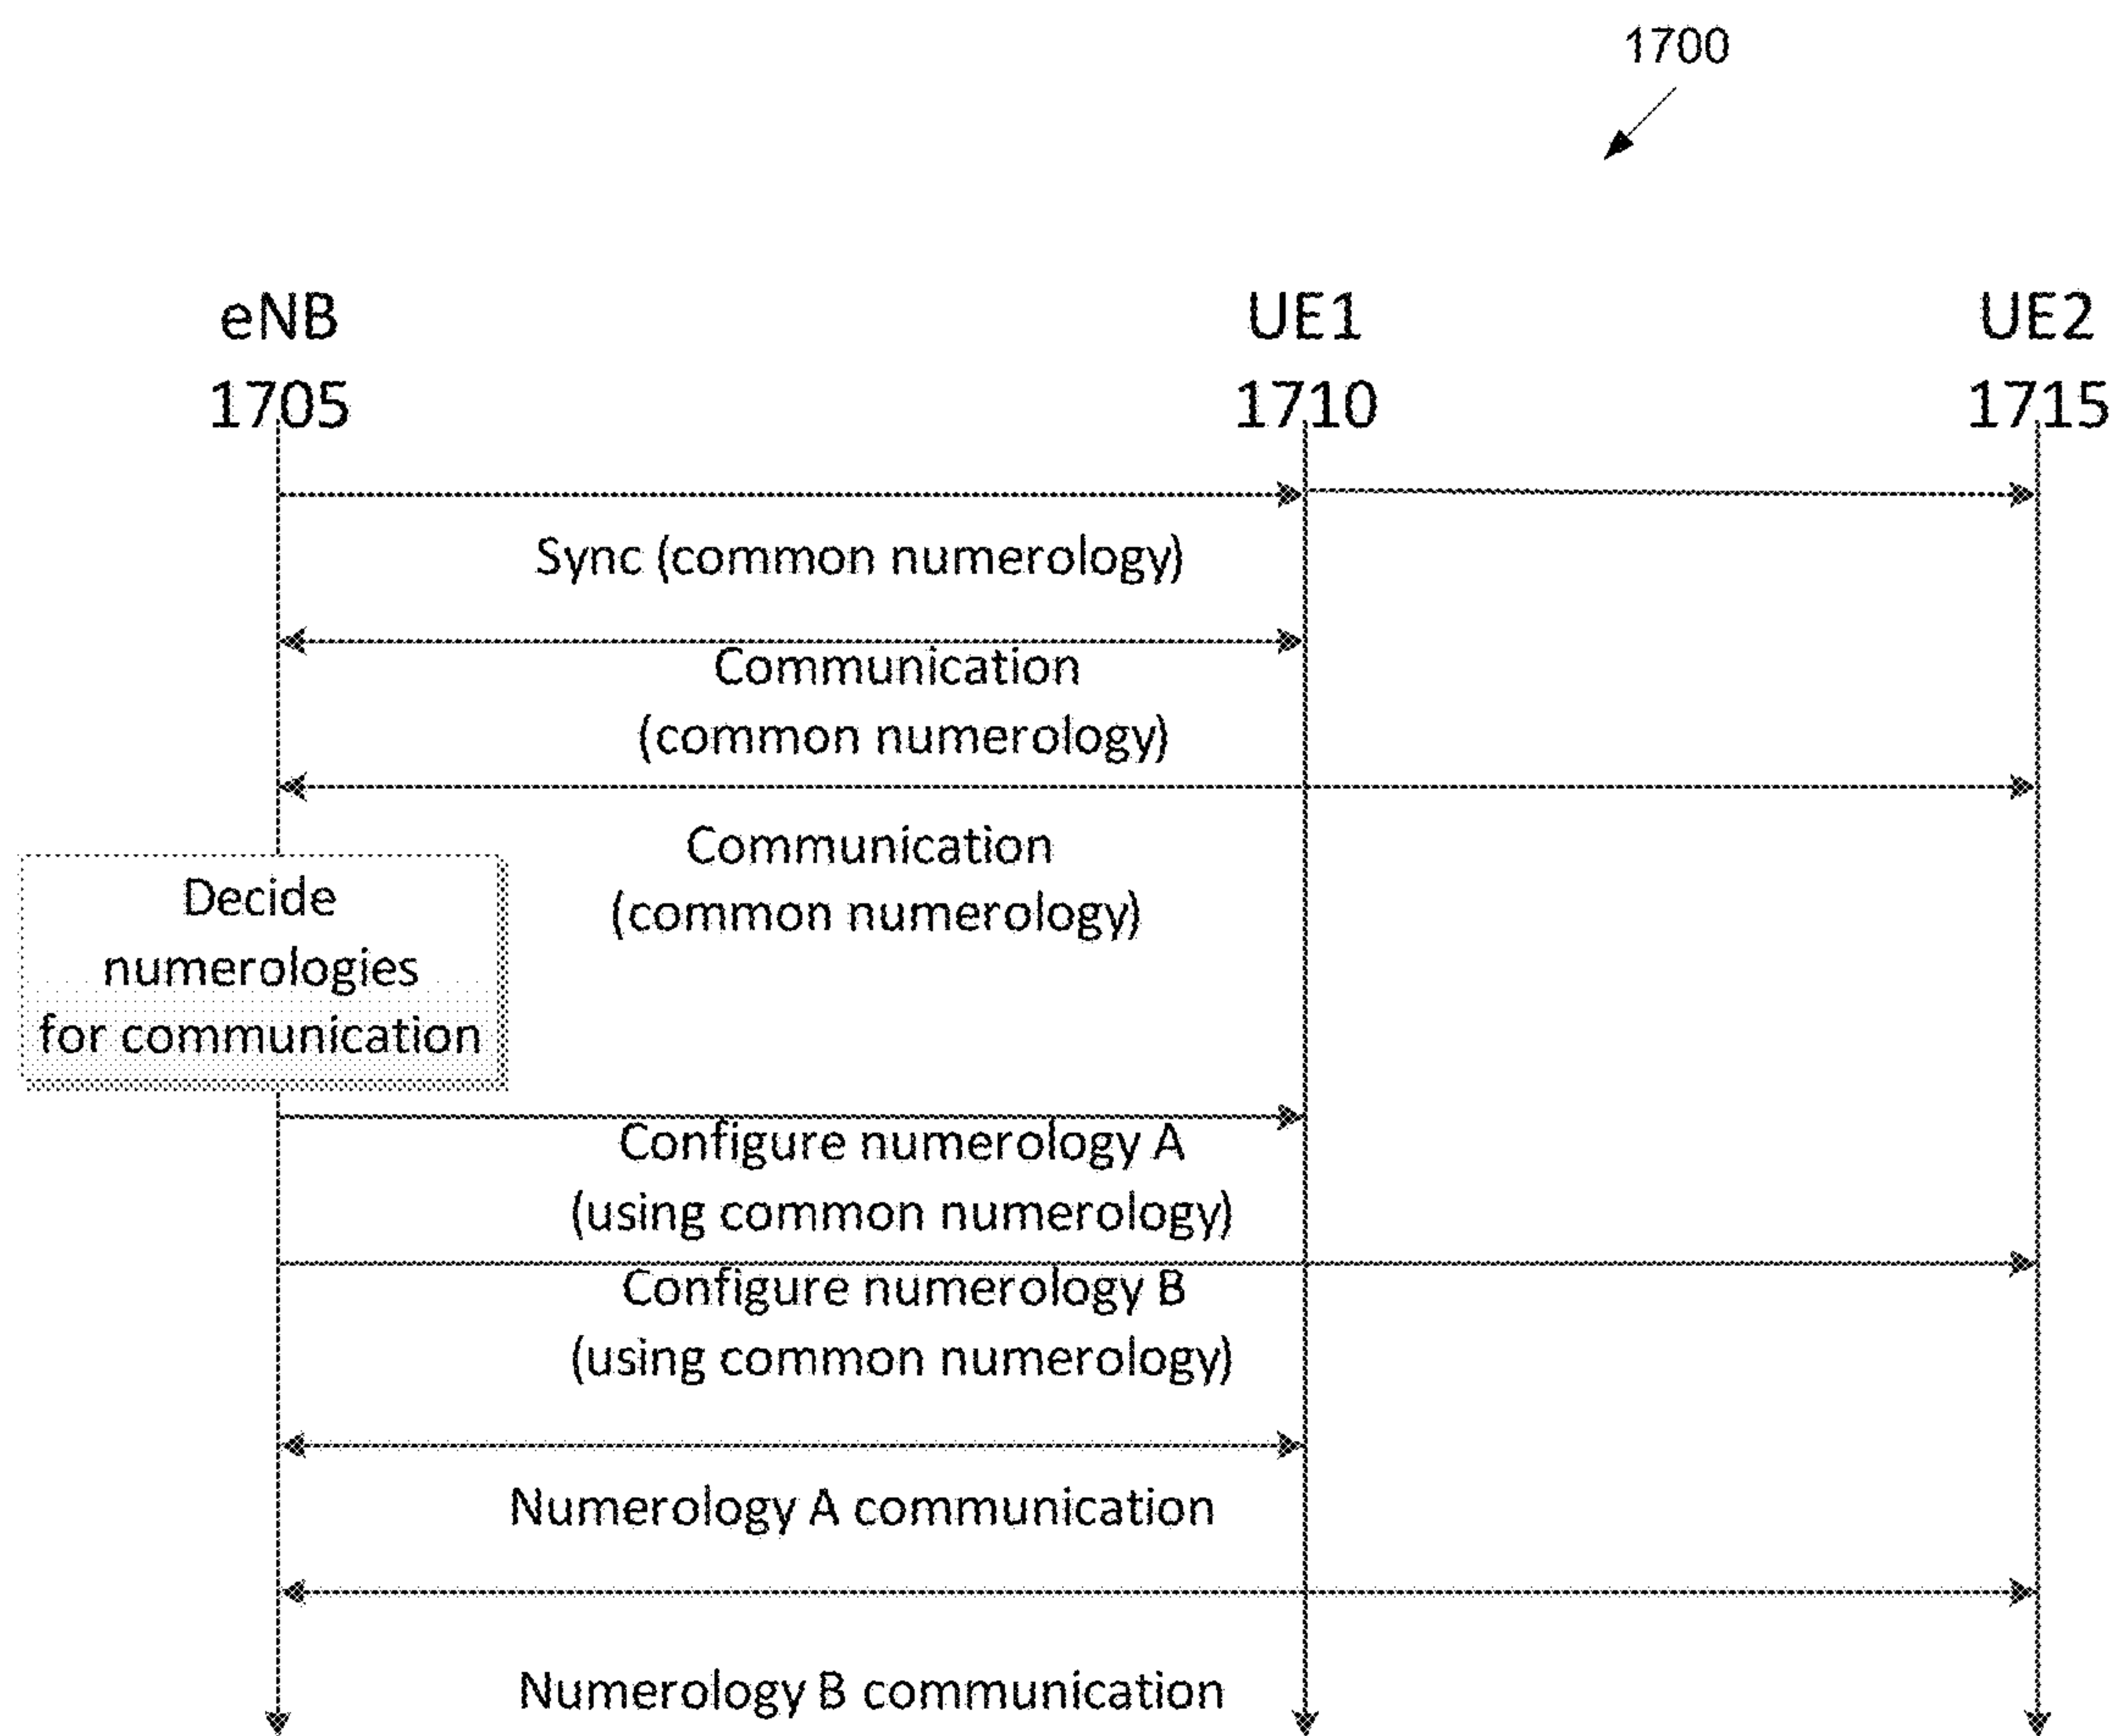 1700
eNB
1705
UE1
1710
UE2
1715
Sync (common numerology)
Communication
(common numerology)
Communication
(common numerology)
Decide
numerologies
for communication
Configure numerology A
(using common numerology)
Configure numerology B
(using common numerology)
Numerology A communication
Numerology B communication